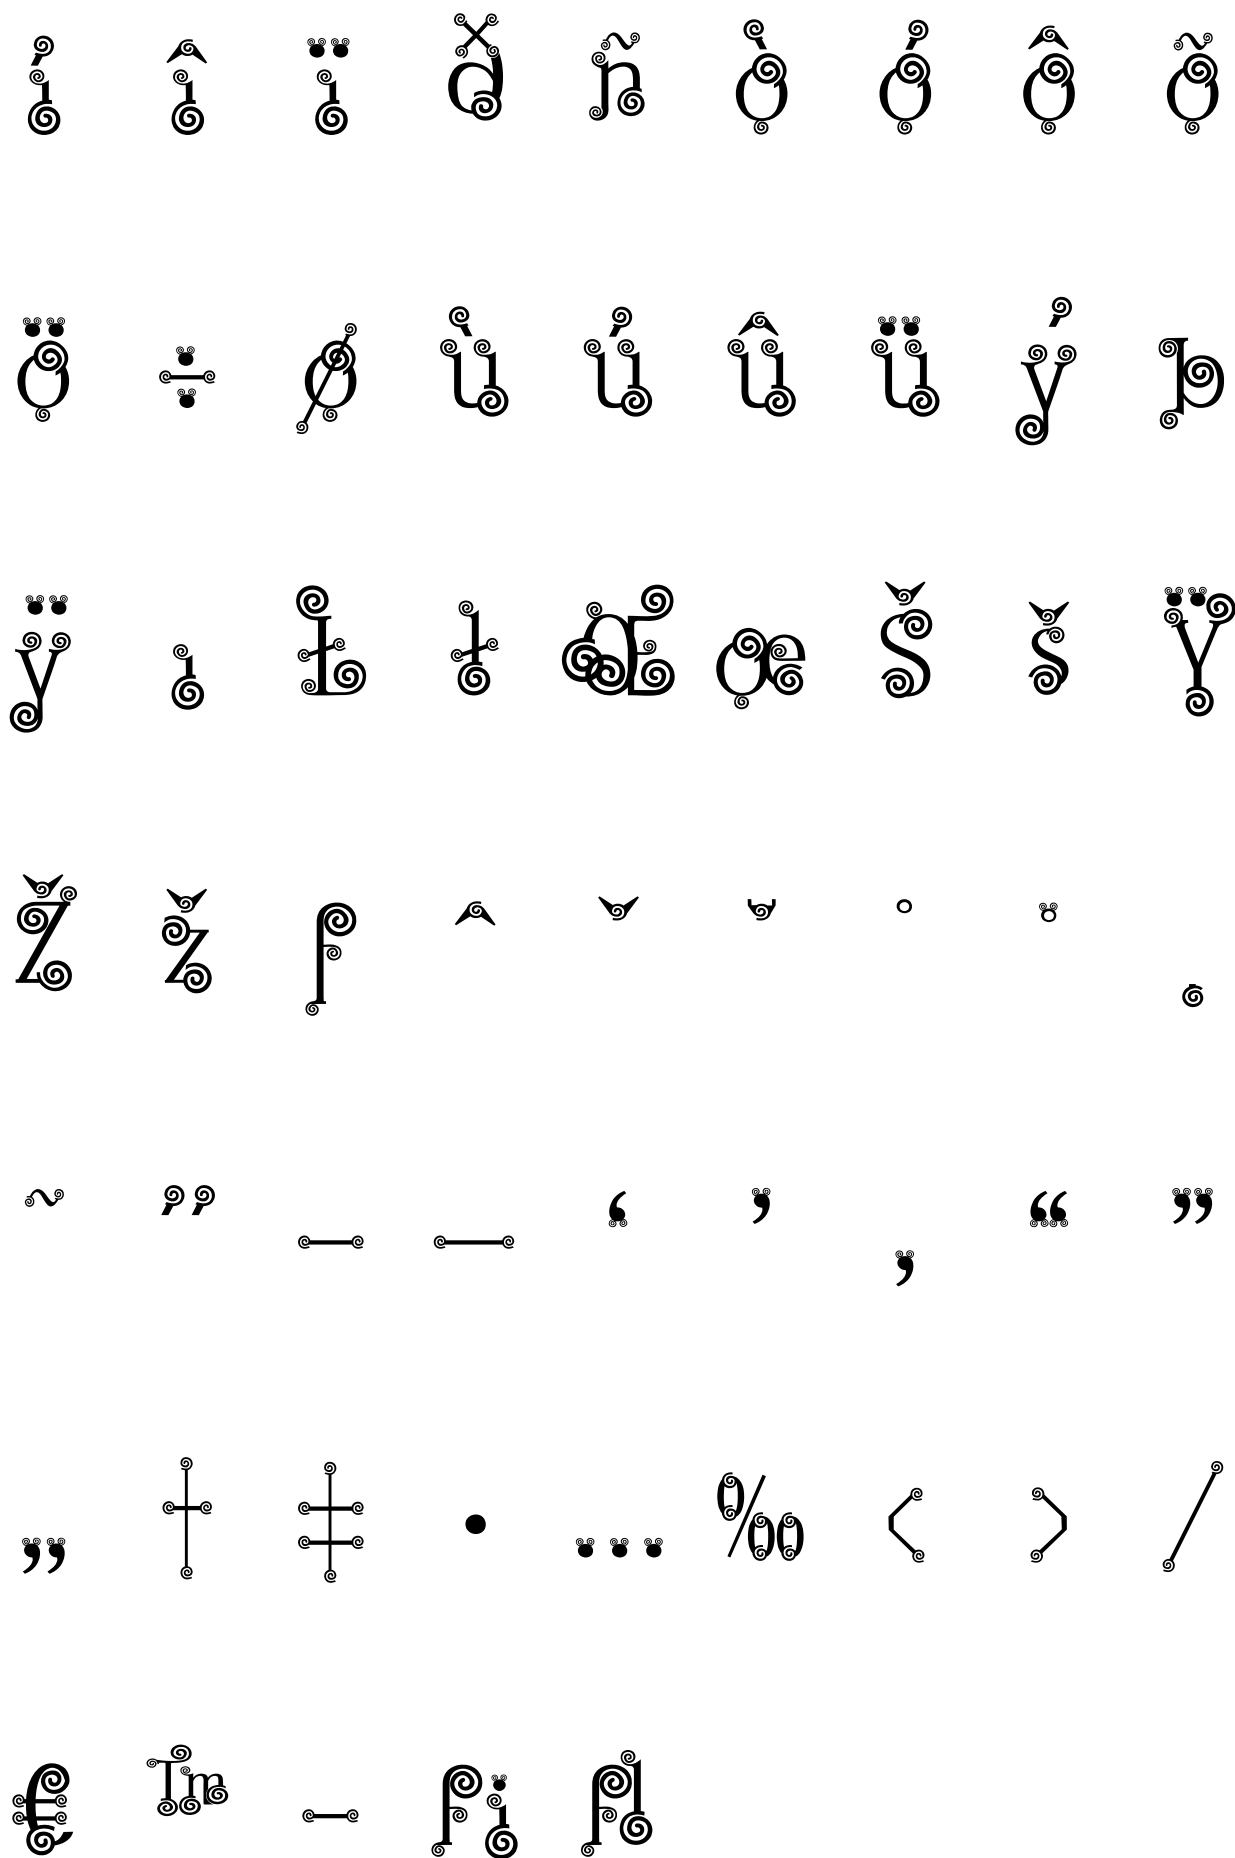 í î ï ð ñ ò ó ô õ
ö ÷ ø ù ú û ü ý þ
ÿ ı Ł ł Œ œ Š š Ÿ
Ž ž ƒ ˆ ˇ ˘ ˙ ˚ ˛
˜ ˝ – — ‘ ’ ‚ “ ”
„ † ‡ • … ‰ ‹ › ⁄
€ ™ − fi fl